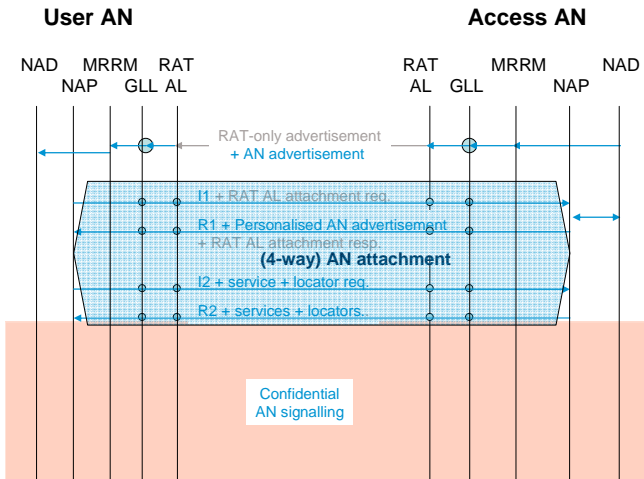 User AN
Access AN
NAD
NAP
MRRM
GLL
RAT
AL
RAT
AL
GLL
MRRM
NAP
NAD
RAT-only advertisement
+ AN advertisement
I1 + RAT AL attachment req.
R1 + Personalised AN advertisement
+ RAT AL attachment resp.
(4-way) AN attachment
I2 + service + locator req.
R2 + services + locators..
Confidential
AN signalling